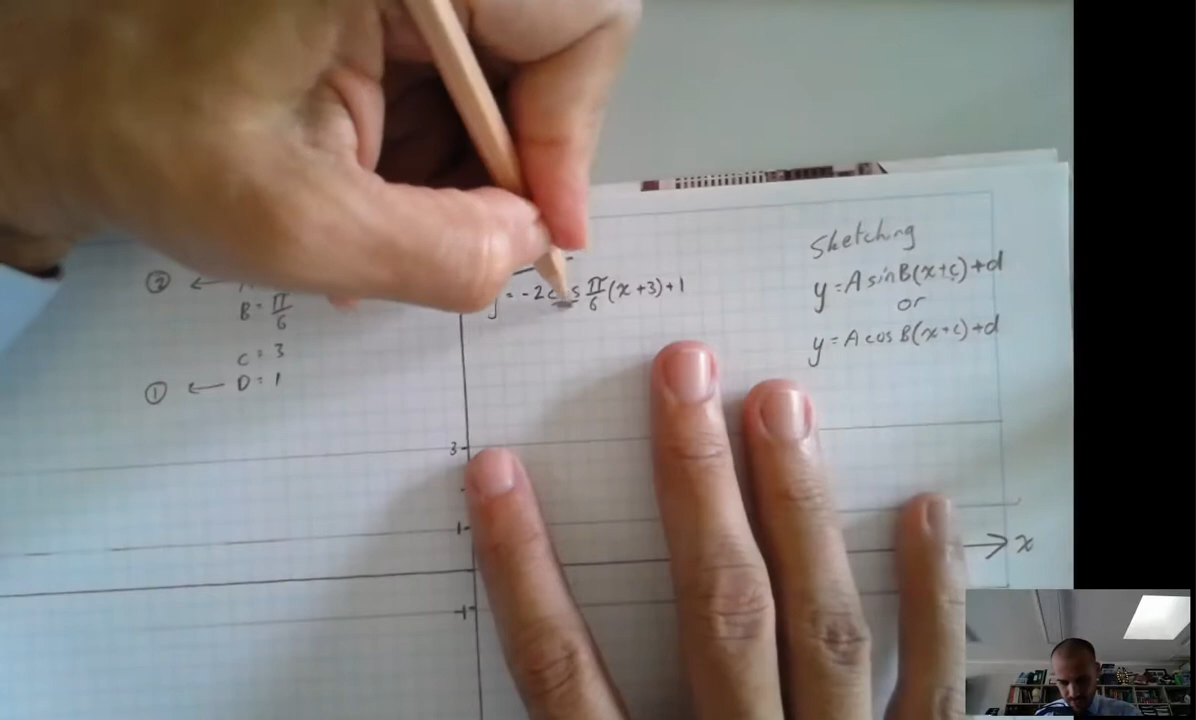 ②
B = π/6
C = 3
① ← D = 1
y = -2cos π/6 (x+3)+1
Sketching
y = A sin B(x+c)+d
or
y = A cos B(x+c)+d
3
1
-1
x